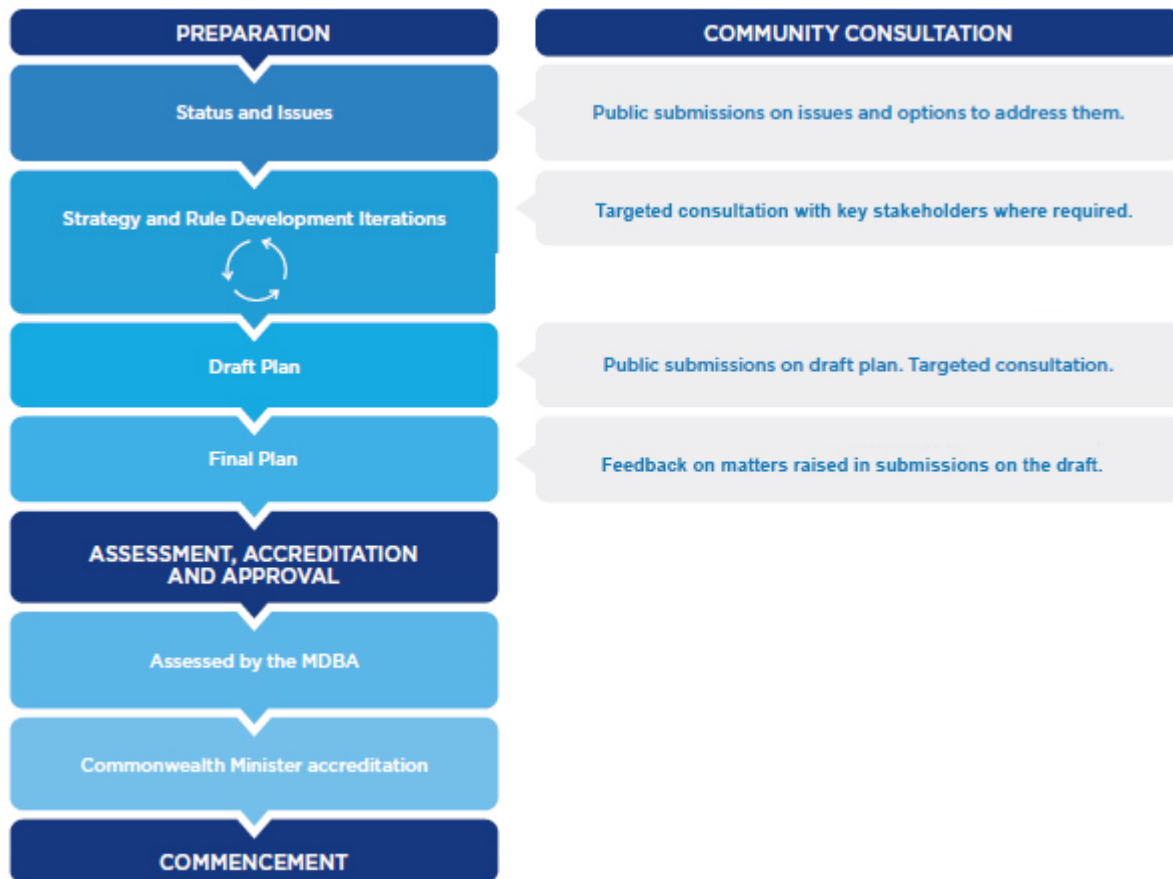 PREPARATION
COMMUNITY CONSULTATION
Status and Issues
Public submissions on issues and options to address them.
Strategy and Rule Development Iterations
Targeted consultation with key stakeholders where required.
Draft Plan
Public submissions on draft plan. Targeted consultation.
Final Plan
Feedback on matters raised in submissions on the draft.
ASSESSMENT, ACCREDITATION
AND APPROVAL
Assessed by the MDBA
Commonwealth Minister accreditation
COMMENCEMENT